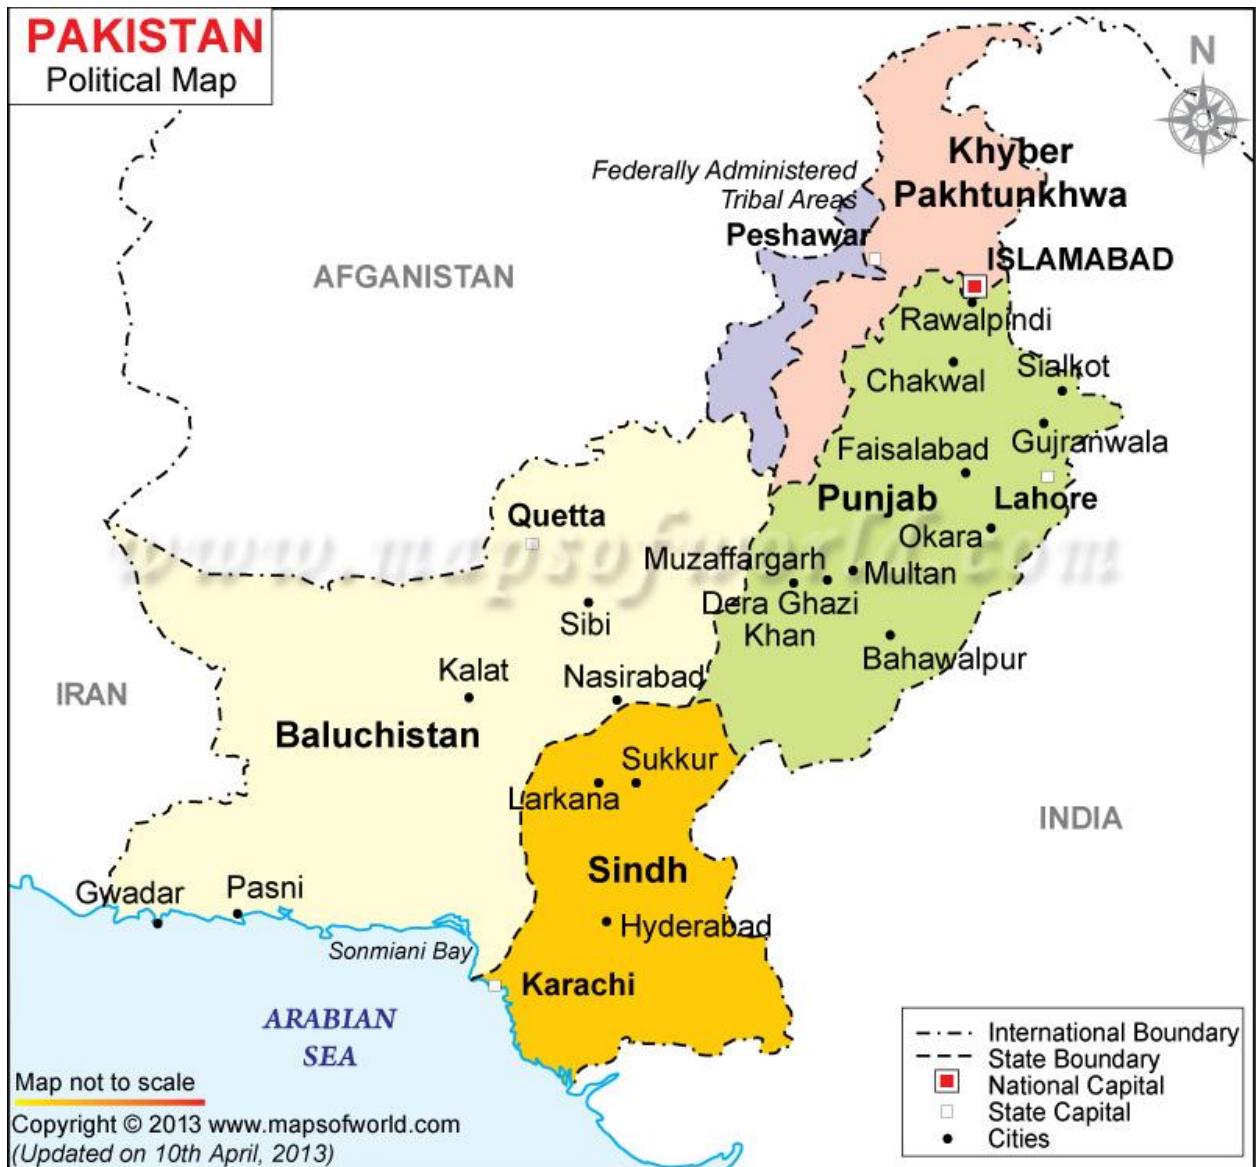 PAKISTAN
Political Map
N
Khyber
Pakhtunkhwa
Federally Administered
Tribal Areas
Peshawar
ISLAMABAD
AFGANISTAN
Rawalpindi
Chakwal
Sialkot
Gujranwala
Faisalabad
Punjab
Lahore
Quetta
Okara
www.mapsofworld.com
Muzaffargarh
Multan
Dera Ghazi
Khan
Sibi
Bahawalpur
Kalat
Nasirabad
IRAN
Baluchistan
Sukkur
Larkana
INDIA
Sindh
Gwadar
Pasni
Hyderabad
Sonmiani Bay
Karachi
ARABIAN
SEA
International Boundary
State Boundary
National Capital
State Capital
Cities
Map not to scale
Copyright © 2013 www.mapsofworld.com
(Updated on 10th April, 2013)